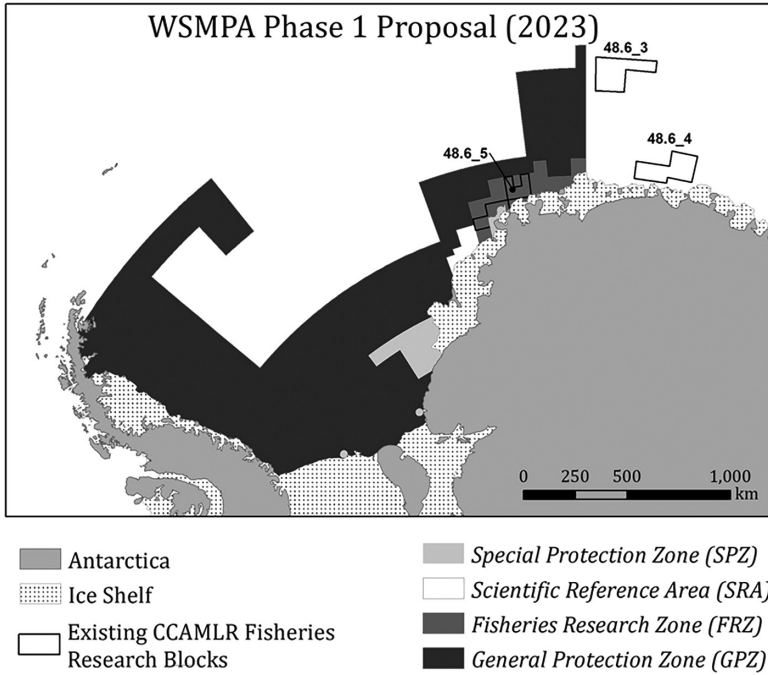 WSMPA Phase 1 Proposal (2023)
48.6_3
48.6_4
48.6_5
0 250 500 1,000
km
Antarctica
Ice Shelf
Existing CCAMLR Fisheries
Research Blocks
Special Protection Zone (SPZ)
Scientific Reference Area (SRA)
Fisheries Research Zone (FRZ)
General Protection Zone (GPZ)